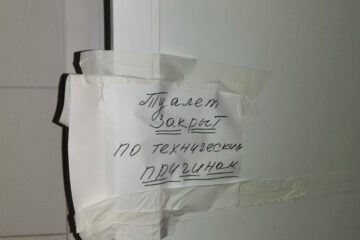 Туалет
закрыт
по техническим
причинам